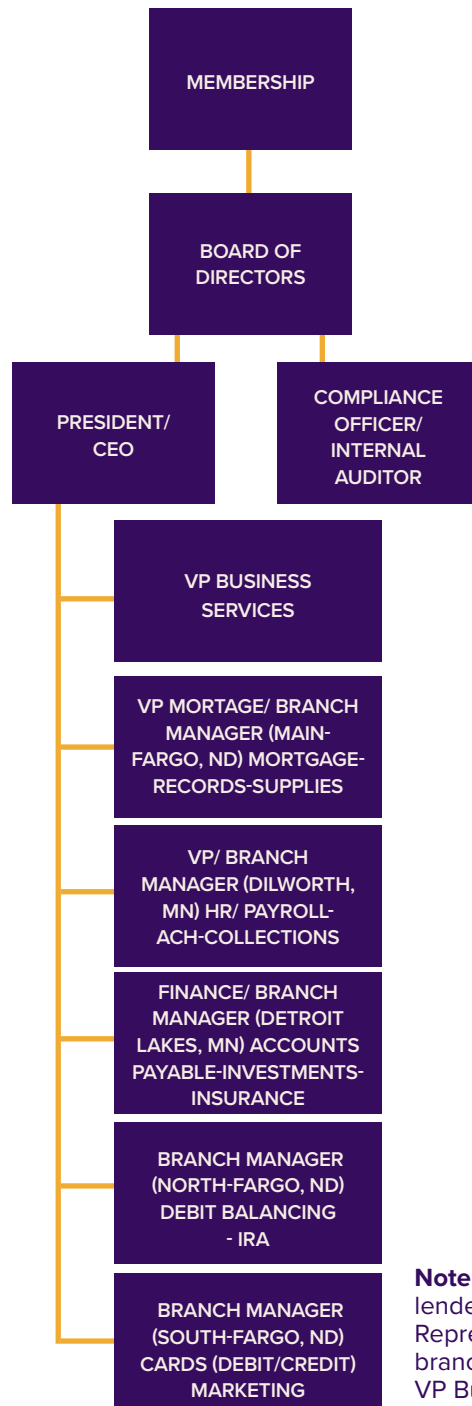 MEMBERSHIP
BOARD OF
DIRECTORS
PRESIDENT/
CEO
COMPLIANCE
OFFICER/
INTERNAL
AUDITOR
VP BUSINESS
SERVICES
VP MORTAGE/ BRANCH
MANAGER (MAIN-
FARGO, ND) MORTGAGE-
RECORDS-SUPPLIES
VP/ BRANCH
MANAGER (DILWORTH,
MN) HR/ PAYROLL-
ACH-COLLECTIONS
FINANCE/ BRANCH
MANAGER (DETROIT
LAKES, MN) ACCOUNTS
PAYABLE-INVESTMENTS-
INSURANCE
BRANCH MANAGER
(NORTH-FARGO, ND)
DEBIT BALANCING
- IRA
BRANCH MANAGER
(SOUTH-FARGO, ND)
CARDS (DEBIT/CREDIT)
MARKETING
Note
lende
Repre
branc
VP Bu